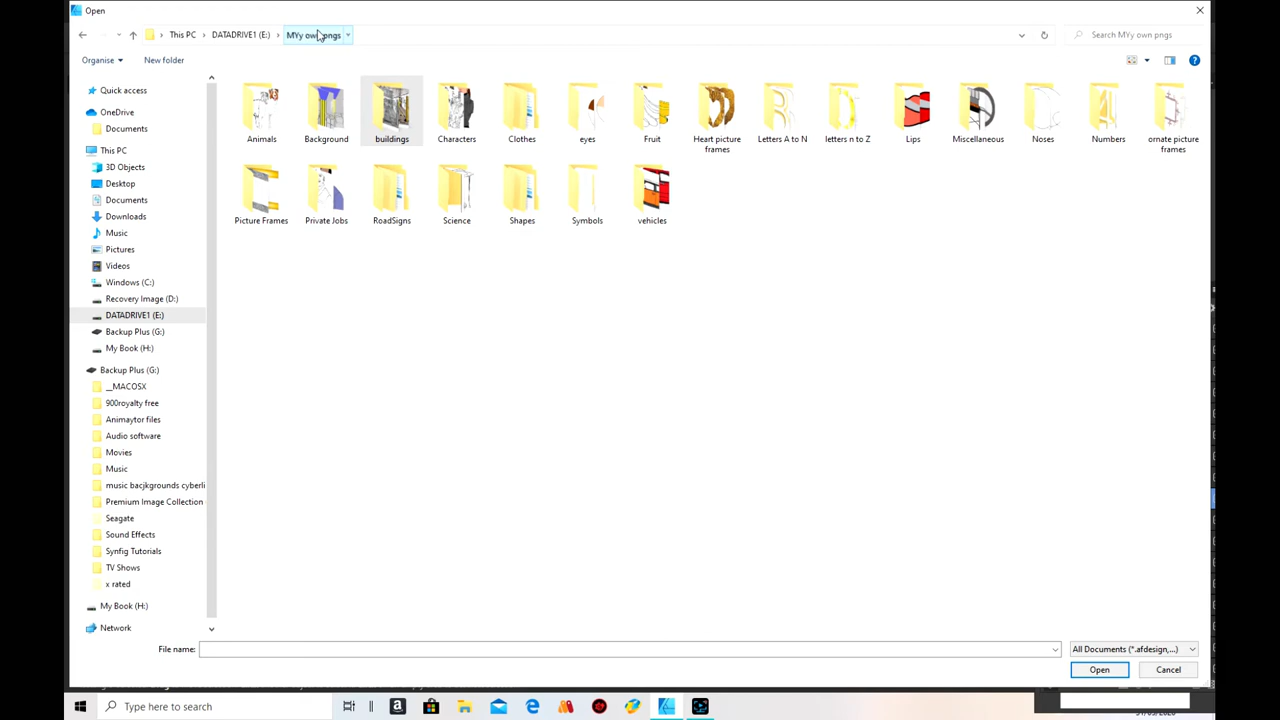 Open
This PC
DATADRIVE1 (E:)
MYy own pngs
Search MYy own pngs
Organise
New folder
Quick access
OneDrive
Documents
This PC
3D Objects
Desktop
Documents
Downloads
Music
Pictures
Videos
Windows (C:)
Recovery Image (D:)
DATADRIVE1 (E:)
Backup Plus (G:)
My Book (H:)
Backup Plus (G:)
__MACOSX
900royalty free
Animaytor files
Audio software
Movies
Music
music bacjkgrounds cyberli
Premium Image Collection
Seagate
Sound Effects
Synfig Tutorials
TV Shows
x rated
My Book (H:)
Network
Animals
Background
buildings
Characters
Clothes
eyes
Fruit
Heart picture
frames
Letters A to N
letters n to Z
Lips
Miscellaneous
Noses
Numbers
ornate picture
frames
Picture Frames
Private Jobs
RoadSigns
Science
Shapes
Symbols
vehicles
File name:
All Documents (*.afdesign,...)
Open
Cancel
Type here to search